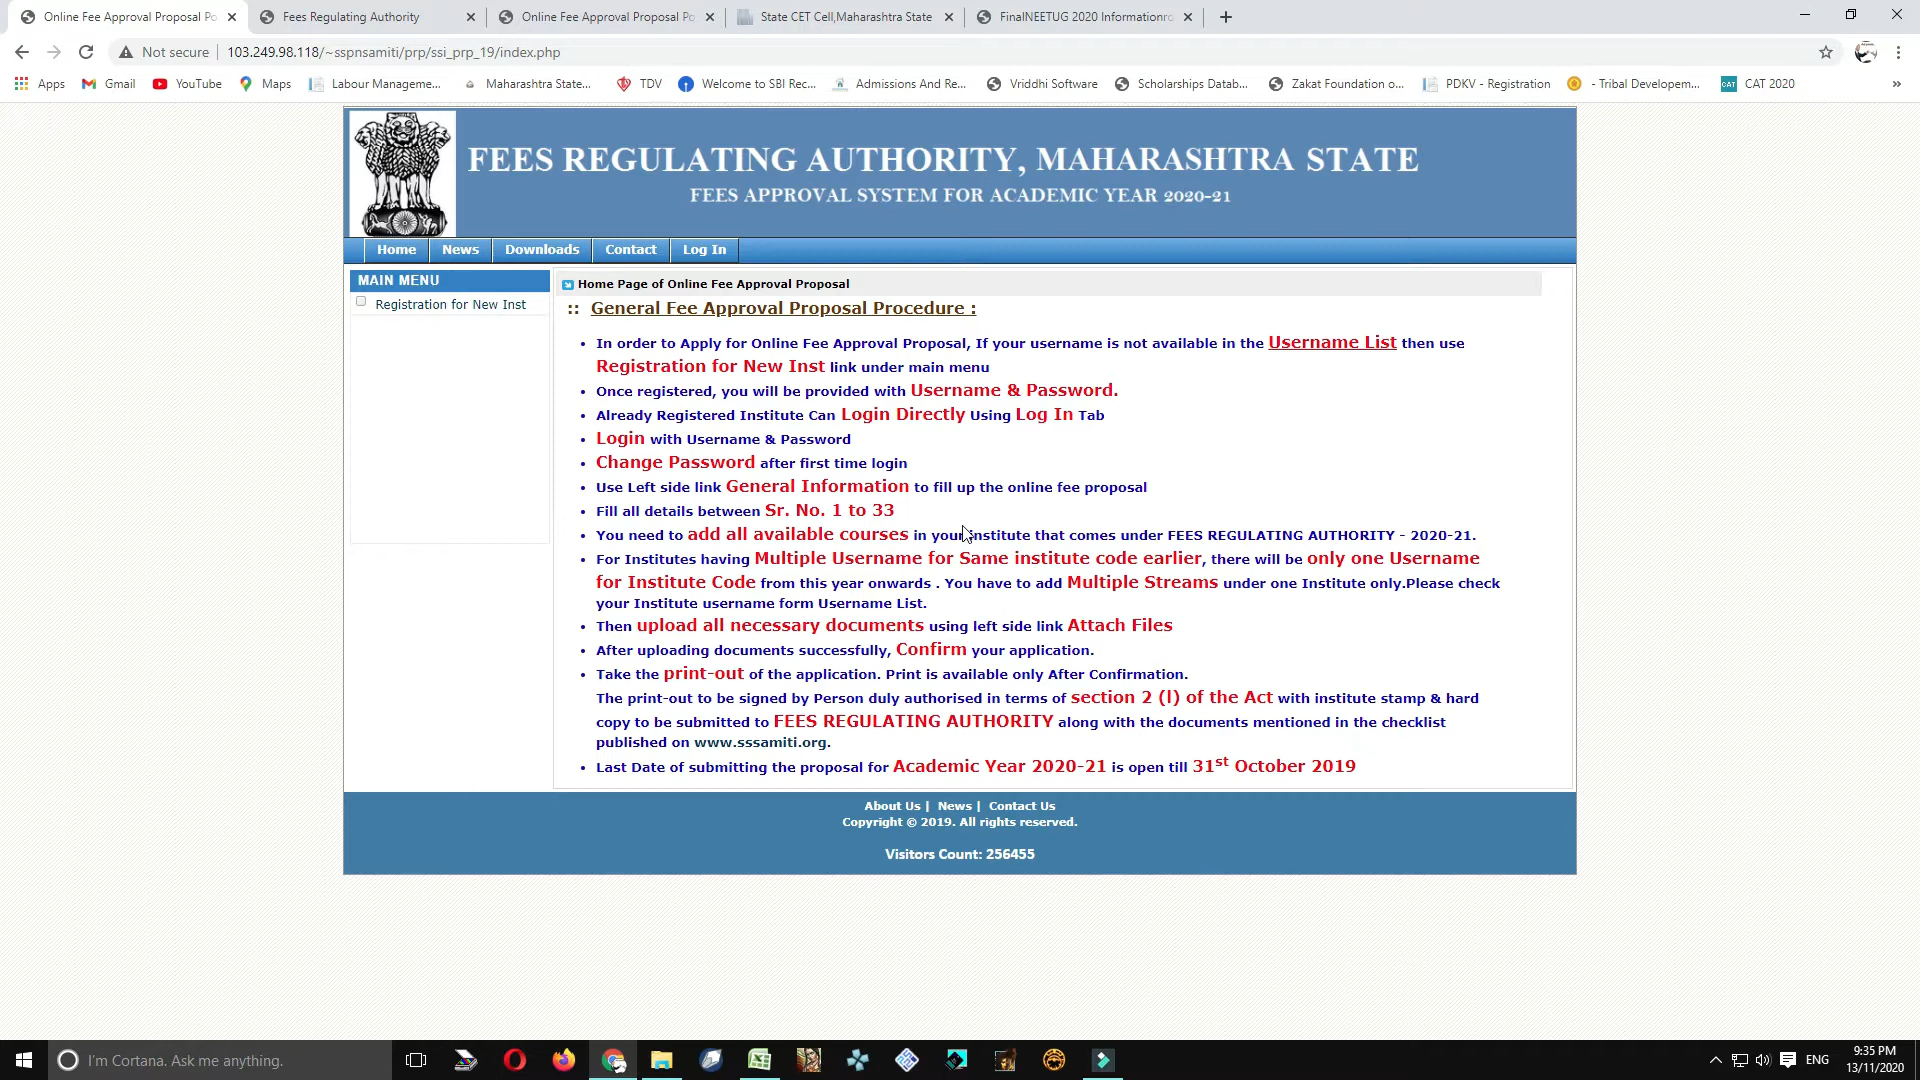 Online Fee Approval Proposal Po
Fees Regulating Authority
Online Fee Approval Proposal Po
State CET Cell,Maharashtra State
FinalNEETUG 2020 Informationro
Not secure
103.249.98.118/~sspnsamiti/prp/ssi_prp_19/index.php
Apps
Gmail
YouTube
Maps
Labour Manageme...
Maharashtra State...
TDV
Welcome to SBI Rec...
Admissions And Re...
Vriddhi Software
Scholarships Datab...
Zakat Foundation o...
PDKV - Registration
- Tribal Developem...
CAT CAT 2020
FEES REGULATING AUTHORITY, MAHARASHTRA STATE
FEES APPROVAL SYSTEM FOR ACADEMIC YEAR 2020-21
Home
News
Downloads
Contact
Log In
MAIN MENU
Registration for New Inst
Home Page of Online Fee Approval Proposal
:: General Fee Approval Proposal Procedure :
• In order to Apply for Online Fee Approval Proposal, If your username is not available in the Username List then use
Registration for New Inst link under main menu
• Once registered, you will be provided with Username & Password.
• Already Registered Institute Can Login Directly Using Log In Tab
• Login with Username & Password
• Change Password after first time login
• Use Left side link General Information to fill up the online fee proposal
• Fill all details between Sr. No. 1 to 33
• You need to add all available courses in your institute that comes under FEES REGULATING AUTHORITY - 2020-21.
• For Institutes having Multiple Username for Same institute code earlier, there will be only one Username
for Institute Code from this year onwards . You have to add Multiple Streams under one Institute only.Please check
your Institute username form Username List.
• Then upload all necessary documents using left side link Attach Files
• After uploading documents successfully, Confirm your application.
• Take the print-out of the application. Print is available only After Confirmation.
The print-out to be signed by Person duly authorised in terms of section 2 (l) of the Act with institute stamp & hard
copy to be submitted to FEES REGULATING AUTHORITY along with the documents mentioned in the checklist
published on www.sssamiti.org.
• Last Date of submitting the proposal for Academic Year 2020-21 is open till 31st October 2019
About Us | News | Contact Us
Copyright © 2019. All rights reserved.
Visitors Count: 256455
I'm Cortana. Ask me anything.
ENG
9:35 PM
13/11/2020